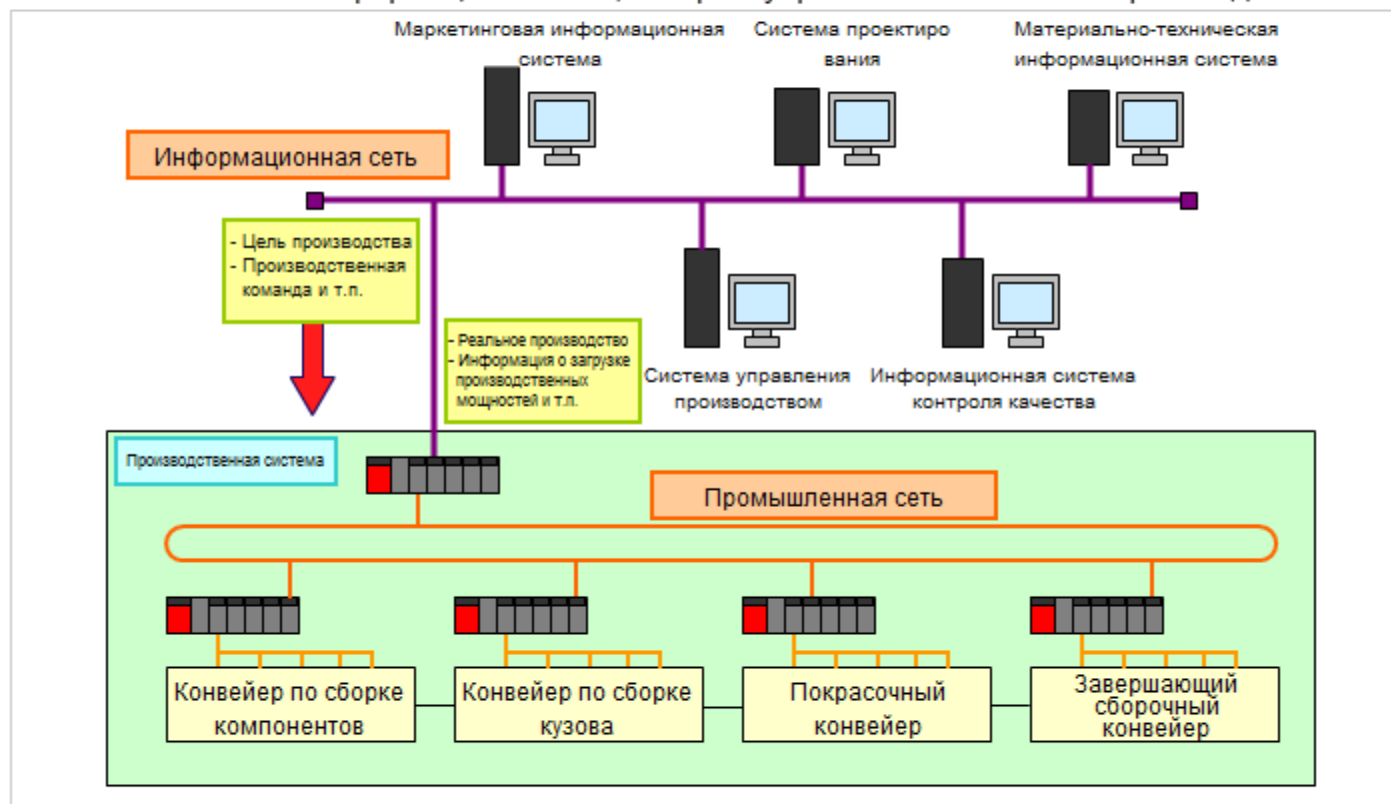 Маркетинговая информационная
система
Система проектиро
вания
Материально-техническая
информационная система
Информационная сеть
- Цель производства
- Производственная
команда и т.п.
- Реальное производство
- Информация о загрузке
производственных
мощностей и т.п.
Система управления
производством
Информационная система
контроля качества
Производственная система
Промышленная сеть
Конвейер по сборке
компонентов
Конвейер по сборке
кузова
Покрасочный
конвейер
Завершающий
сборочный
конвейер